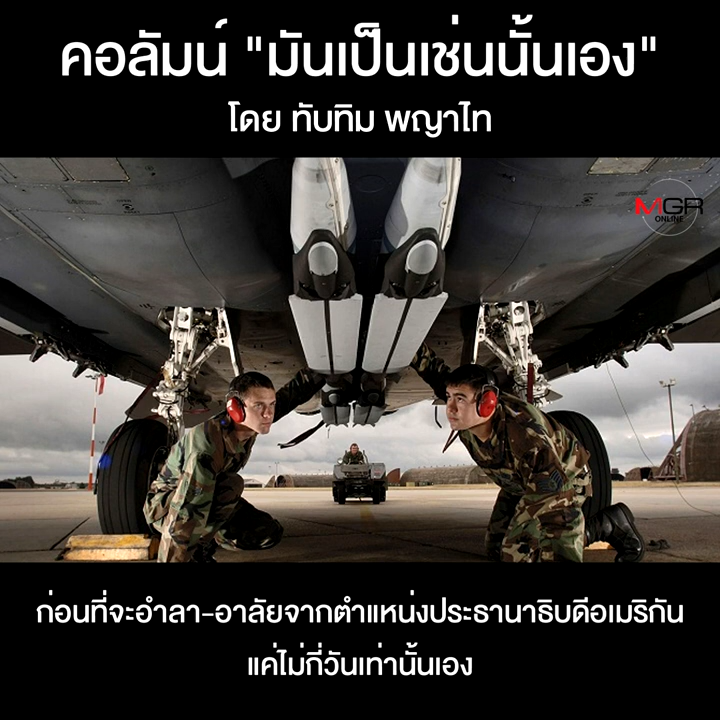 คอลัมน์ "มันเป็นเช่นนั้นเอง"
โดย ทับทิม พญาไท
MGR
ONLINE
ก่อนที่จะอำลา-อาลัยจากตำแหน่งประธานาธิบดีอเมริกัน
แค่ไม่กี่วันเท่านั้นเอง